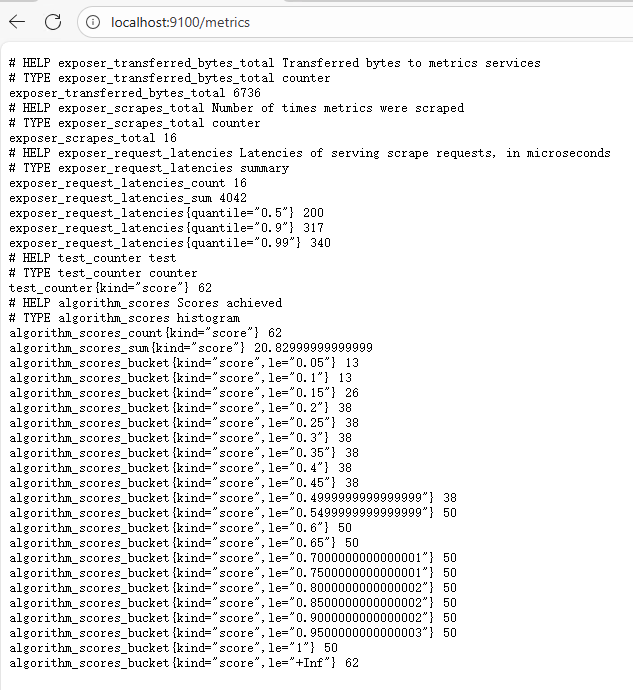 localhost:9100/metrics
# HELP exposer_transferred_bytes_total Transferred bytes to metrics services
# TYPE exposer_transferred_bytes_total counter
exposer_transferred_bytes_total 6736
# HELP exposer_scrapes_total Number of times metrics were scraped
# TYPE exposer_scrapes_total counter
exposer_scrapes_total 16
# HELP exposer_request_latencies Latencies of serving scrape requests, in microseconds
# TYPE exposer_request_latencies summary
exposer_request_latencies_count 16
exposer_request_latencies_sum 4042
exposer_request_latencies{quantile="0.5"} 200
exposer_request_latencies{quantile="0.9"} 317
exposer_request_latencies{quantile="0.99"} 340
# HELP test_counter test
# TYPE test_counter counter
test_counter{kind="score"} 62
# HELP algorithm_scores Scores achieved
# TYPE algorithm_scores histogram
algorithm_scores_count{kind="score"} 62
algorithm_scores_sum{kind="score"} 20.82999999999999
algorithm_scores_bucket{kind="score",le="0.05"} 13
algorithm_scores_bucket{kind="score",le="0.1"} 13
algorithm_scores_bucket{kind="score",le="0.15"} 26
algorithm_scores_bucket{kind="score",le="0.2"} 38
algorithm_scores_bucket{kind="score",le="0.25"} 38
algorithm_scores_bucket{kind="score",le="0.3"} 38
algorithm_scores_bucket{kind="score",le="0.35"} 38
algorithm_scores_bucket{kind="score",le="0.4"} 38
algorithm_scores_bucket{kind="score",le="0.45"} 38
algorithm_scores_bucket{kind="score",le="0.4999999999999999"} 38
algorithm_scores_bucket{kind="score",le="0.5499999999999999"} 50
algorithm_scores_bucket{kind="score",le="0.6"} 50
algorithm_scores_bucket{kind="score",le="0.65"} 50
algorithm_scores_bucket{kind="score",le="0.7000000000000001"} 50
algorithm_scores_bucket{kind="score",le="0.7500000000000001"} 50
algorithm_scores_bucket{kind="score",le="0.8000000000000002"} 50
algorithm_scores_bucket{kind="score",le="0.8500000000000002"} 50
algorithm_scores_bucket{kind="score",le="0.9000000000000002"} 50
algorithm_scores_bucket{kind="score",le="0.9500000000000003"} 50
algorithm_scores_bucket{kind="score",le="1"} 50
algorithm_scores_bucket{kind="score",le="+Inf"} 62